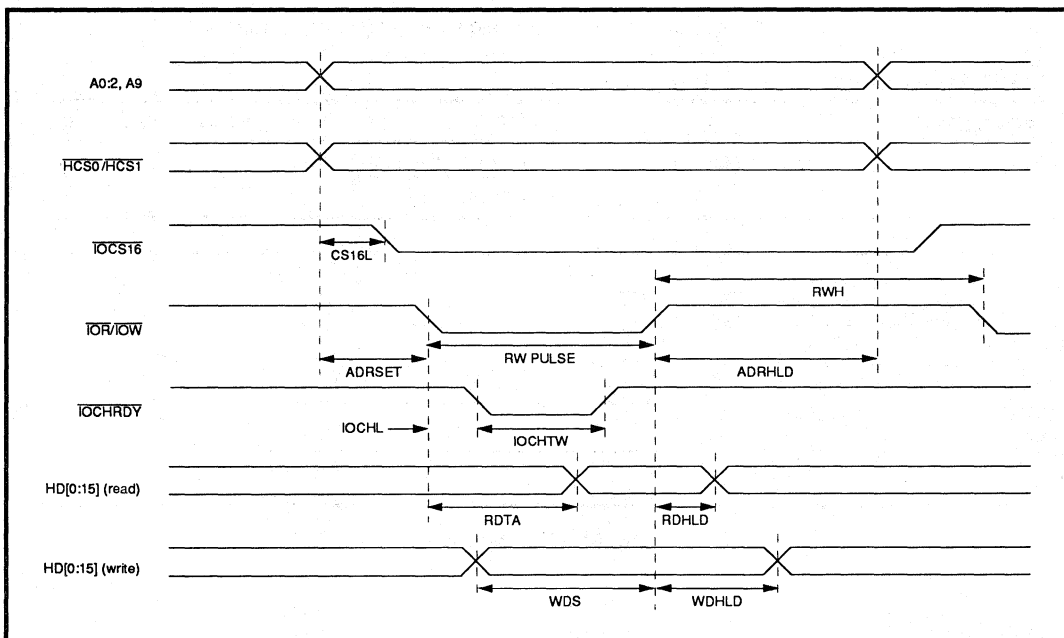 A0:2, A9
HCS0/HCS1
IOCS16
CS16L
RWH
IOR/IOW
ADRSET
RW PULSE
ADRHLD
IOCHRDY
IOCHL
IOCHTW
HD[0:15] (read)
RDTA
RDHLD
HD[0:15] (write)
WDS
WDHLD